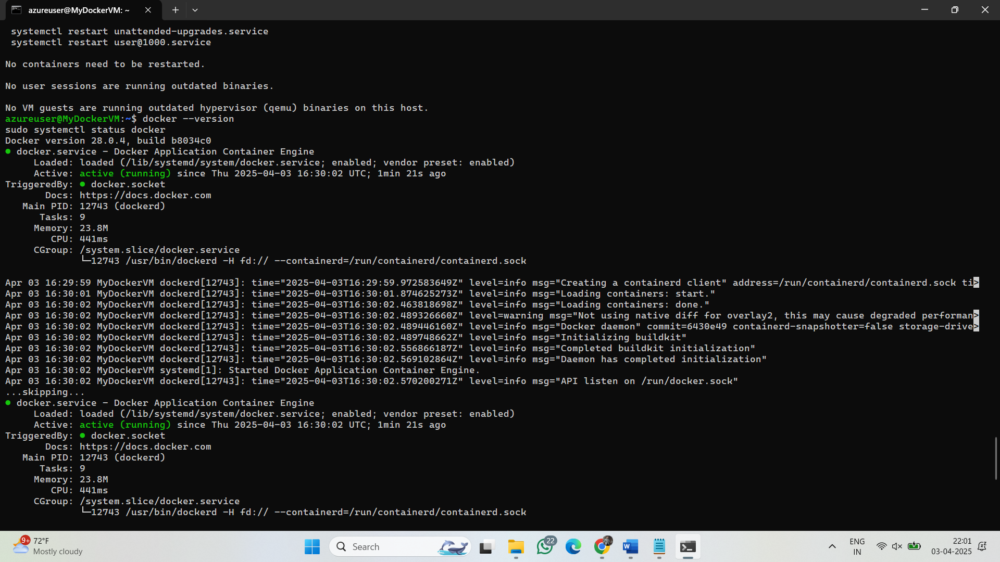 azureuser@MyDockerVM: ~
 systemctl restart unattended-upgrades.service
 systemctl restart user@1000.service
No containers need to be restarted.
No user sessions are running outdated binaries.
No VM guests are running outdated hypervisor (qemu) binaries on this host.
azureuser@MyDockerVM:~$ docker --version
sudo systemctl status docker
Docker version 28.0.4, build b8034c0
● docker.service - Docker Application Container Engine
     Loaded: loaded (/lib/systemd/system/docker.service; enabled; vendor preset: enabled)
     Active: active (running) since Thu 2025-04-03 16:30:02 UTC; 1min 21s ago
TriggeredBy: ● docker.socket
       Docs: https://docs.docker.com
   Main PID: 12743 (dockerd)
      Tasks: 9
     Memory: 23.8M
        CPU: 441ms
     CGroup: /system.slice/docker.service
             └─12743 /usr/bin/dockerd -H fd:// --containerd=/run/containerd/containerd.sock
Apr 03 16:29:59 MyDockerVM dockerd[12743]: time="2025-04-03T16:29:59.972583649Z" level=info msg="Creating a containerd client" address=/run/containerd/containerd.sock ti>
Apr 03 16:30:01 MyDockerVM dockerd[12743]: time="2025-04-03T16:30:01.874625273Z" level=info msg="Loading containers: start."
Apr 03 16:30:02 MyDockerVM dockerd[12743]: time="2025-04-03T16:30:02.463818698Z" level=info msg="Loading containers: done."
Apr 03 16:30:02 MyDockerVM dockerd[12743]: time="2025-04-03T16:30:02.489326660Z" level=warning msg="Not using native diff for overlay2, this may cause degraded performan>
Apr 03 16:30:02 MyDockerVM dockerd[12743]: time="2025-04-03T16:30:02.489446160Z" level=info msg="Docker daemon" commit=6430e49 containerd-snapshotter=false storage-drive>
Apr 03 16:30:02 MyDockerVM dockerd[12743]: time="2025-04-03T16:30:02.489748662Z" level=info msg="Initializing buildkit"
Apr 03 16:30:02 MyDockerVM dockerd[12743]: time="2025-04-03T16:30:02.556866187Z" level=info msg="Completed buildkit initialization"
Apr 03 16:30:02 MyDockerVM dockerd[12743]: time="2025-04-03T16:30:02.569102864Z" level=info msg="Daemon has completed initialization"
Apr 03 16:30:02 MyDockerVM systemd[1]: Started Docker Application Container Engine.
Apr 03 16:30:02 MyDockerVM dockerd[12743]: time="2025-04-03T16:30:02.570200271Z" level=info msg="API listen on /run/docker.sock"
...skipping...
● docker.service - Docker Application Container Engine
     Loaded: loaded (/lib/systemd/system/docker.service; enabled; vendor preset: enabled)
     Active: active (running) since Thu 2025-04-03 16:30:02 UTC; 1min 21s ago
TriggeredBy: ● docker.socket
       Docs: https://docs.docker.com
   Main PID: 12743 (dockerd)
      Tasks: 9
     Memory: 23.8M
        CPU: 441ms
     CGroup: /system.slice/docker.service
             └─12743 /usr/bin/dockerd -H fd:// --containerd=/run/containerd/containerd.sock
9+
72°F
Mostly cloudy
Search
22
W
ENG
IN
22:01
03-04-2025